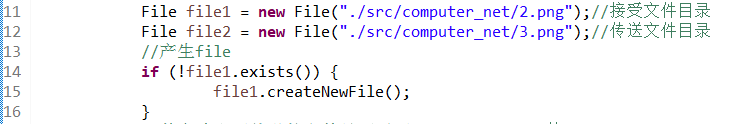 11 File file1 = new File("./src/computer_net/2.png");//接受文件目录
12 File file2 = new File("./src/computer_net/3.png");//传送文件目录
13 //产生file
14 if (!file1.exists()) {
15 file1.createNewFile();
16 }